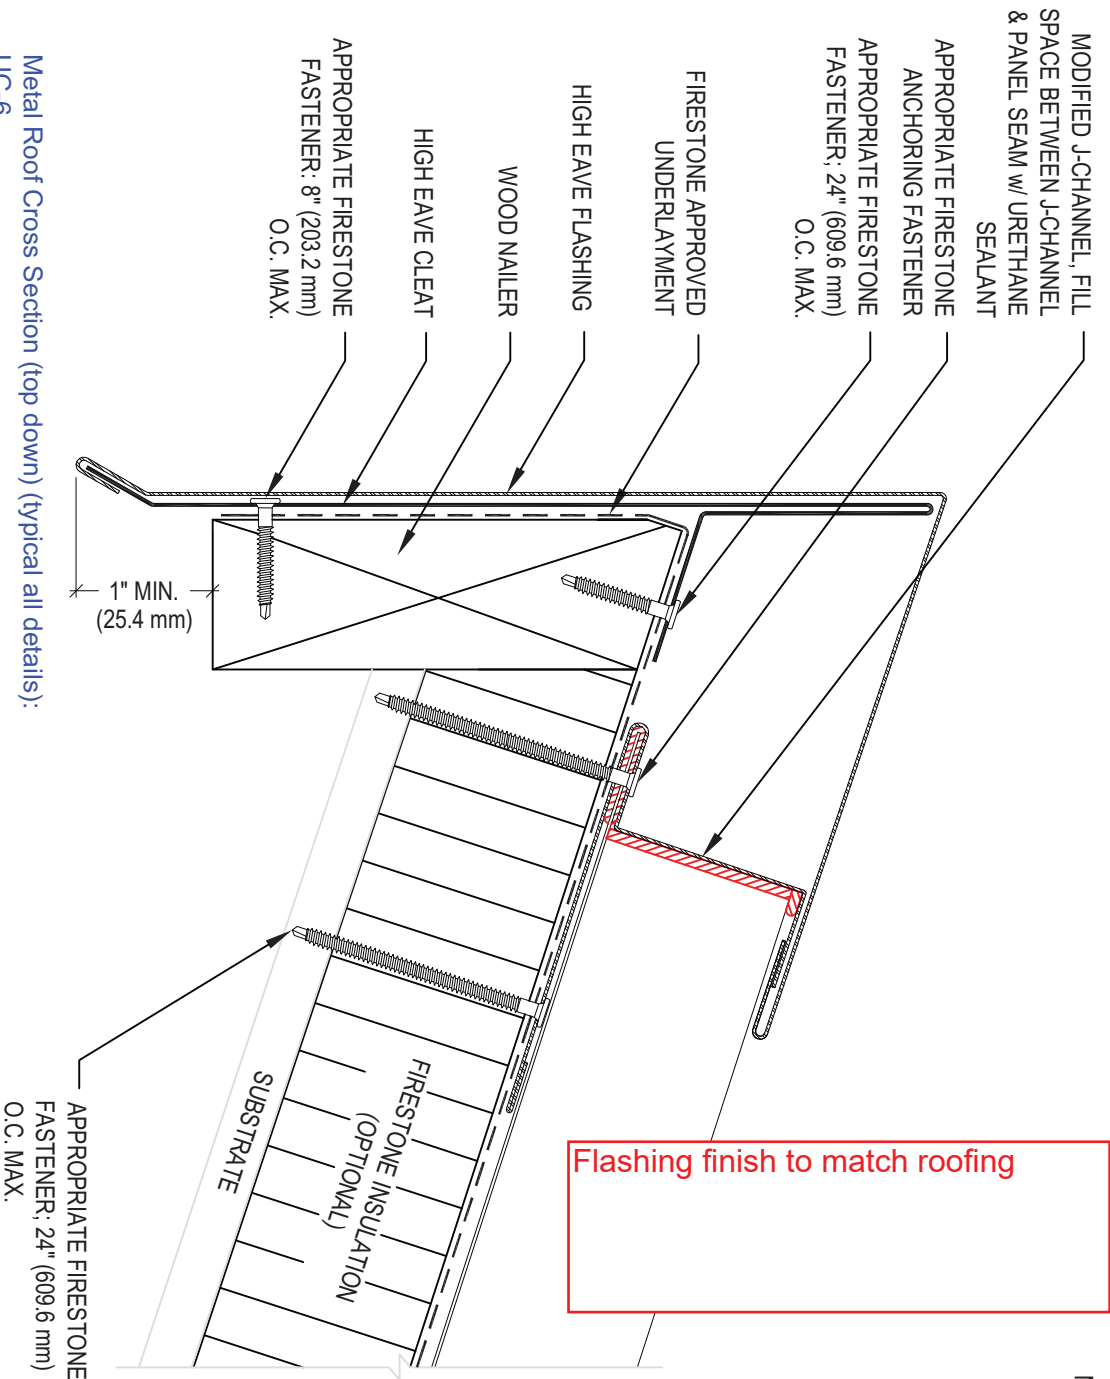 MODIFIED J-CHANNEL, FILL
SPACE BETWEEN J-CHANNEL
& PANEL SEAM w/ URETHANE
SEALANT
APPROPRIATE FIRESTONE
ANCHORING FASTENER
APPROPRIATE FIRESTONE
FASTENER; 24" (609.6 mm)
O.C. MAX.
FIRESTONE APPROVED
UNDERLAYMENT
HIGH EAVE FLASHING
WOOD NAILER
HIGH EAVE CLEAT
APPROPRIATE FIRESTONE
FASTENER: 8" (203.2 mm)
O.C. MAX.
1" MIN.
(25.4 mm)
Metal Roof Cross Section (top down) (typical all details):
FIRESTONE INSULATION
(OPTIONAL)
SUBSTRATE
APPROPRIATE FIRESTONE
FASTENER; 24" (609.6 mm)
O.C. MAX.
Flashing finish to match roofing